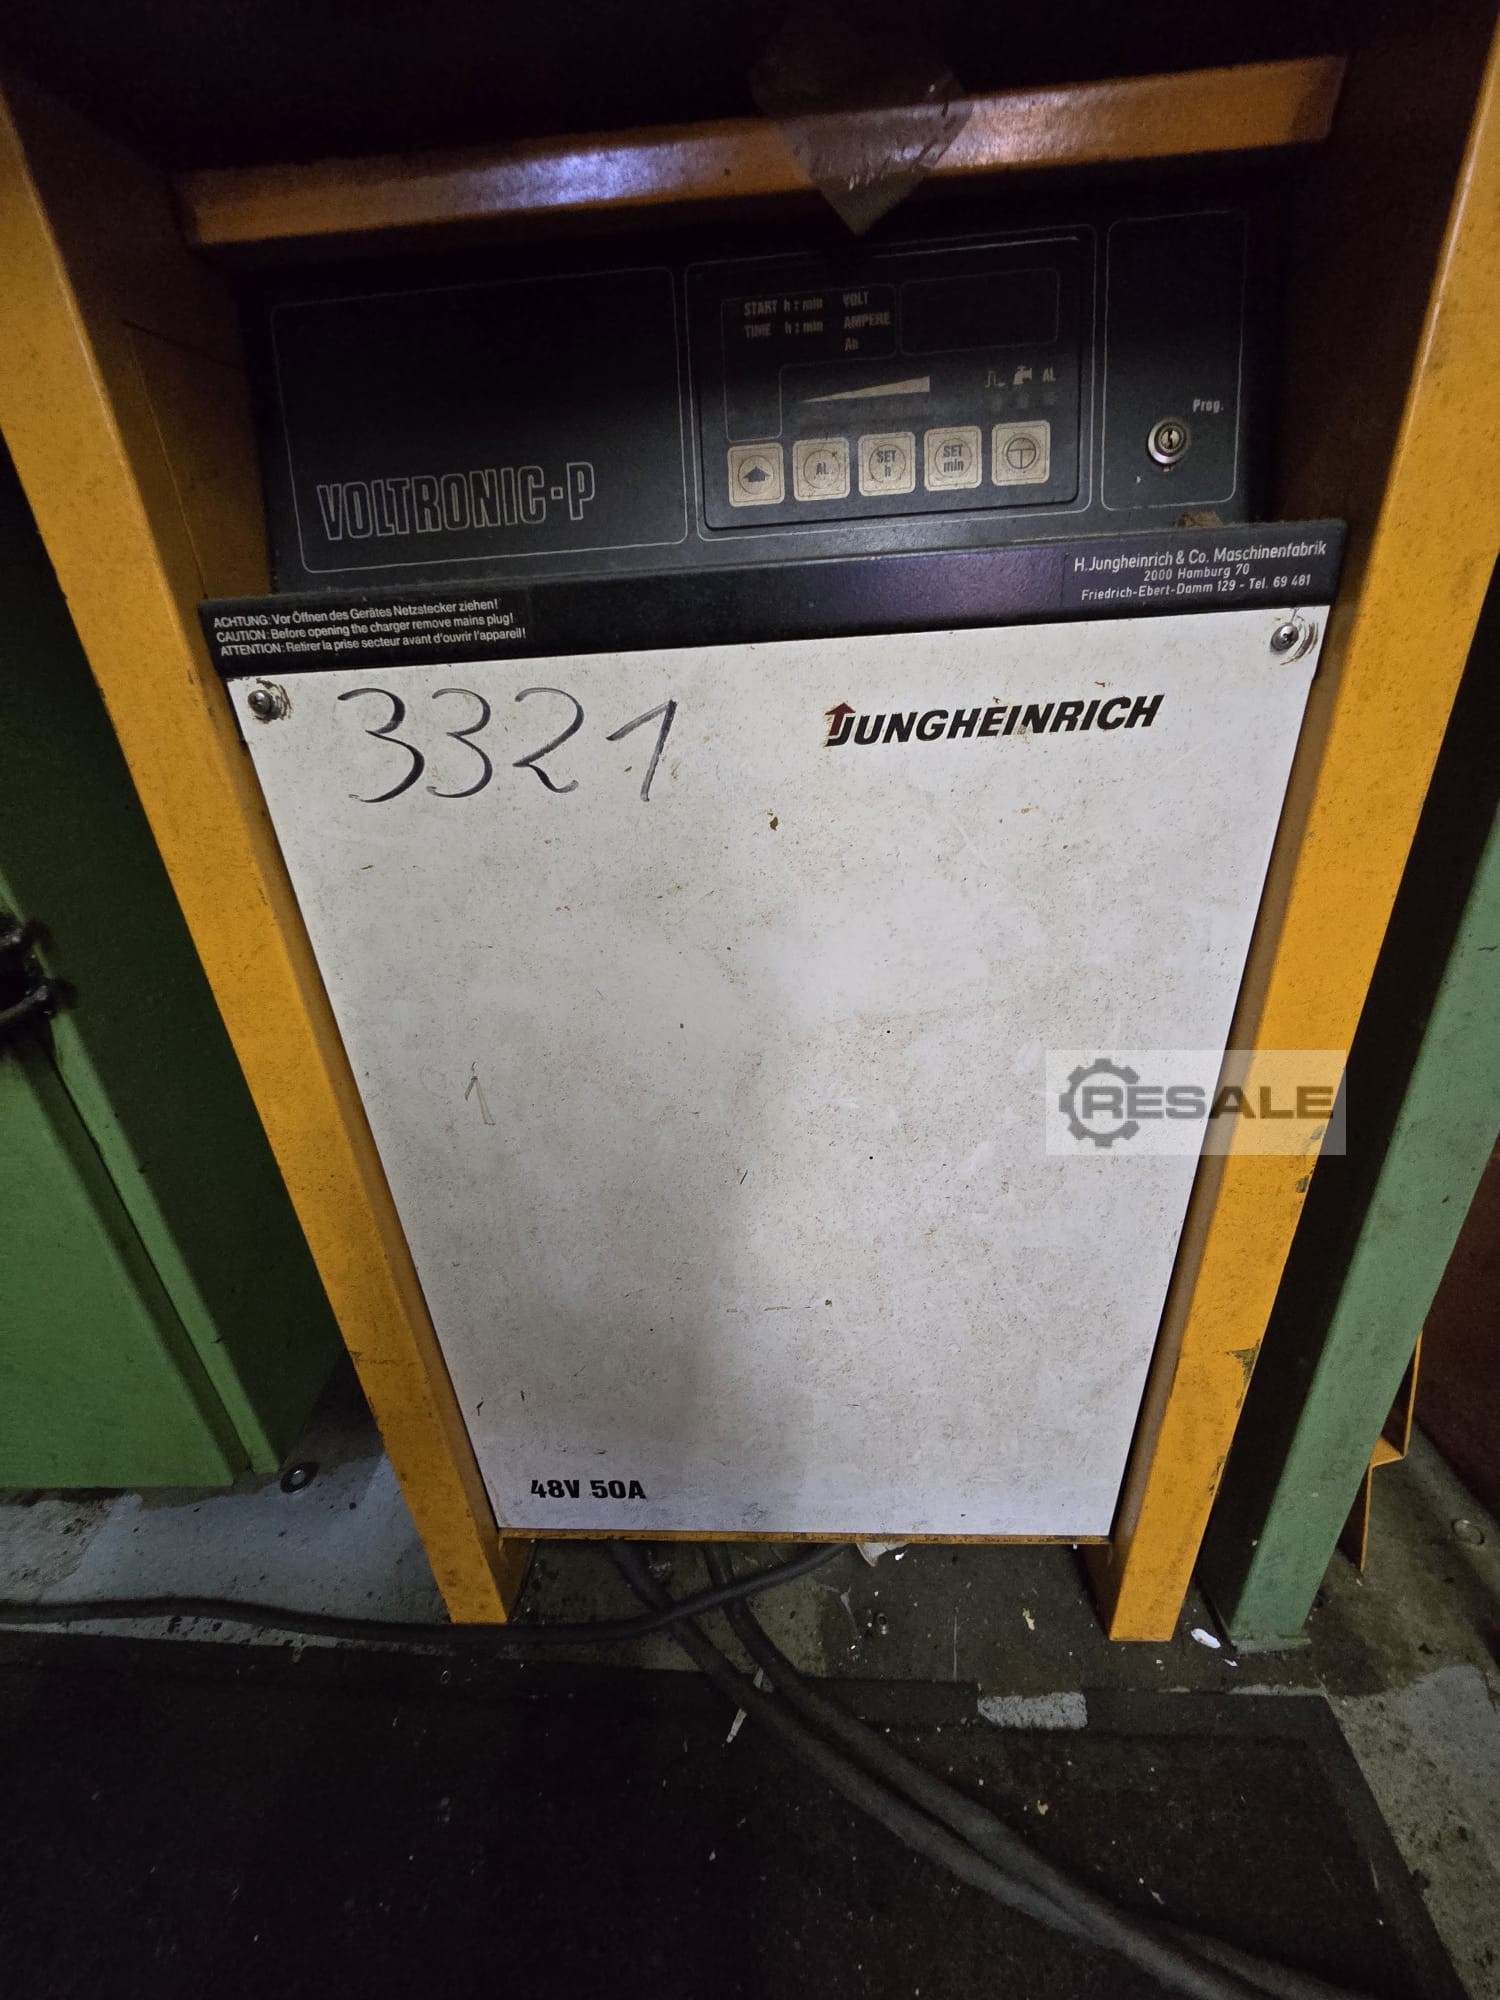 START h : min VOLT
TIME h : min AMPERE
Ah
AL
Prog.
AL
SET
h
SET
min
VOLTRONIC-P
H.Jungheinrich & Co. Maschinenfabrik
2000 Hamburg 70
Friedrich-Ebert-Damm 129 - Tel. 69 481
ACHTUNG: Vor Öffnen des Gerätes Netzstecker ziehen!
CAUTION: Before opening the charger remove mains plug!
ATTENTION: Retirer la prise secteur avant d'ouvrir l'appareil!
3321
JUNGHEINRICH
1
RESALE
48V 50A